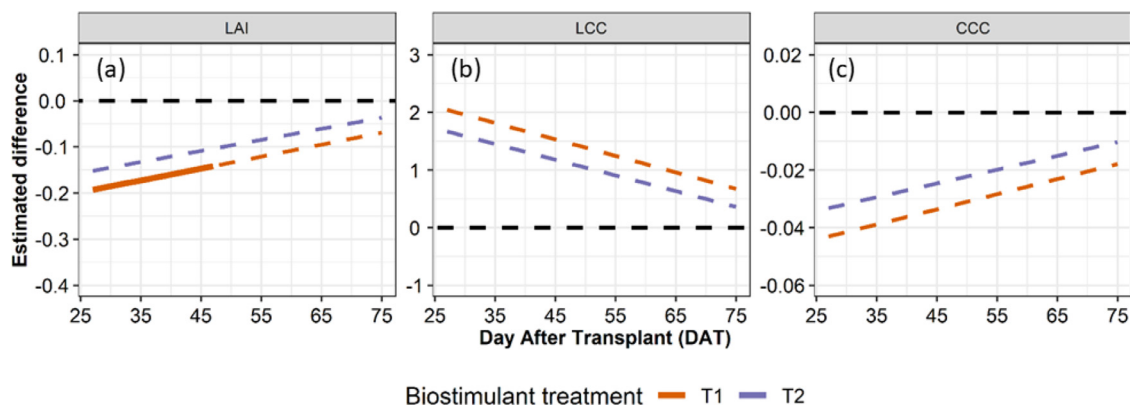 LAI
LCC
CCC
Estimated difference
0.1
0.0
-0.1
-0.2
-0.3
-0.4
(a)
25 35 45 55 65 75
3
2
1
0
-1
(b)
25 35 45 55 65 75
0.02
0.00
-0.02
-0.04
-0.06
(c)
25 35 45 55 65 75
Day After Transplant (DAT)
Biostimulant treatment T1 T2